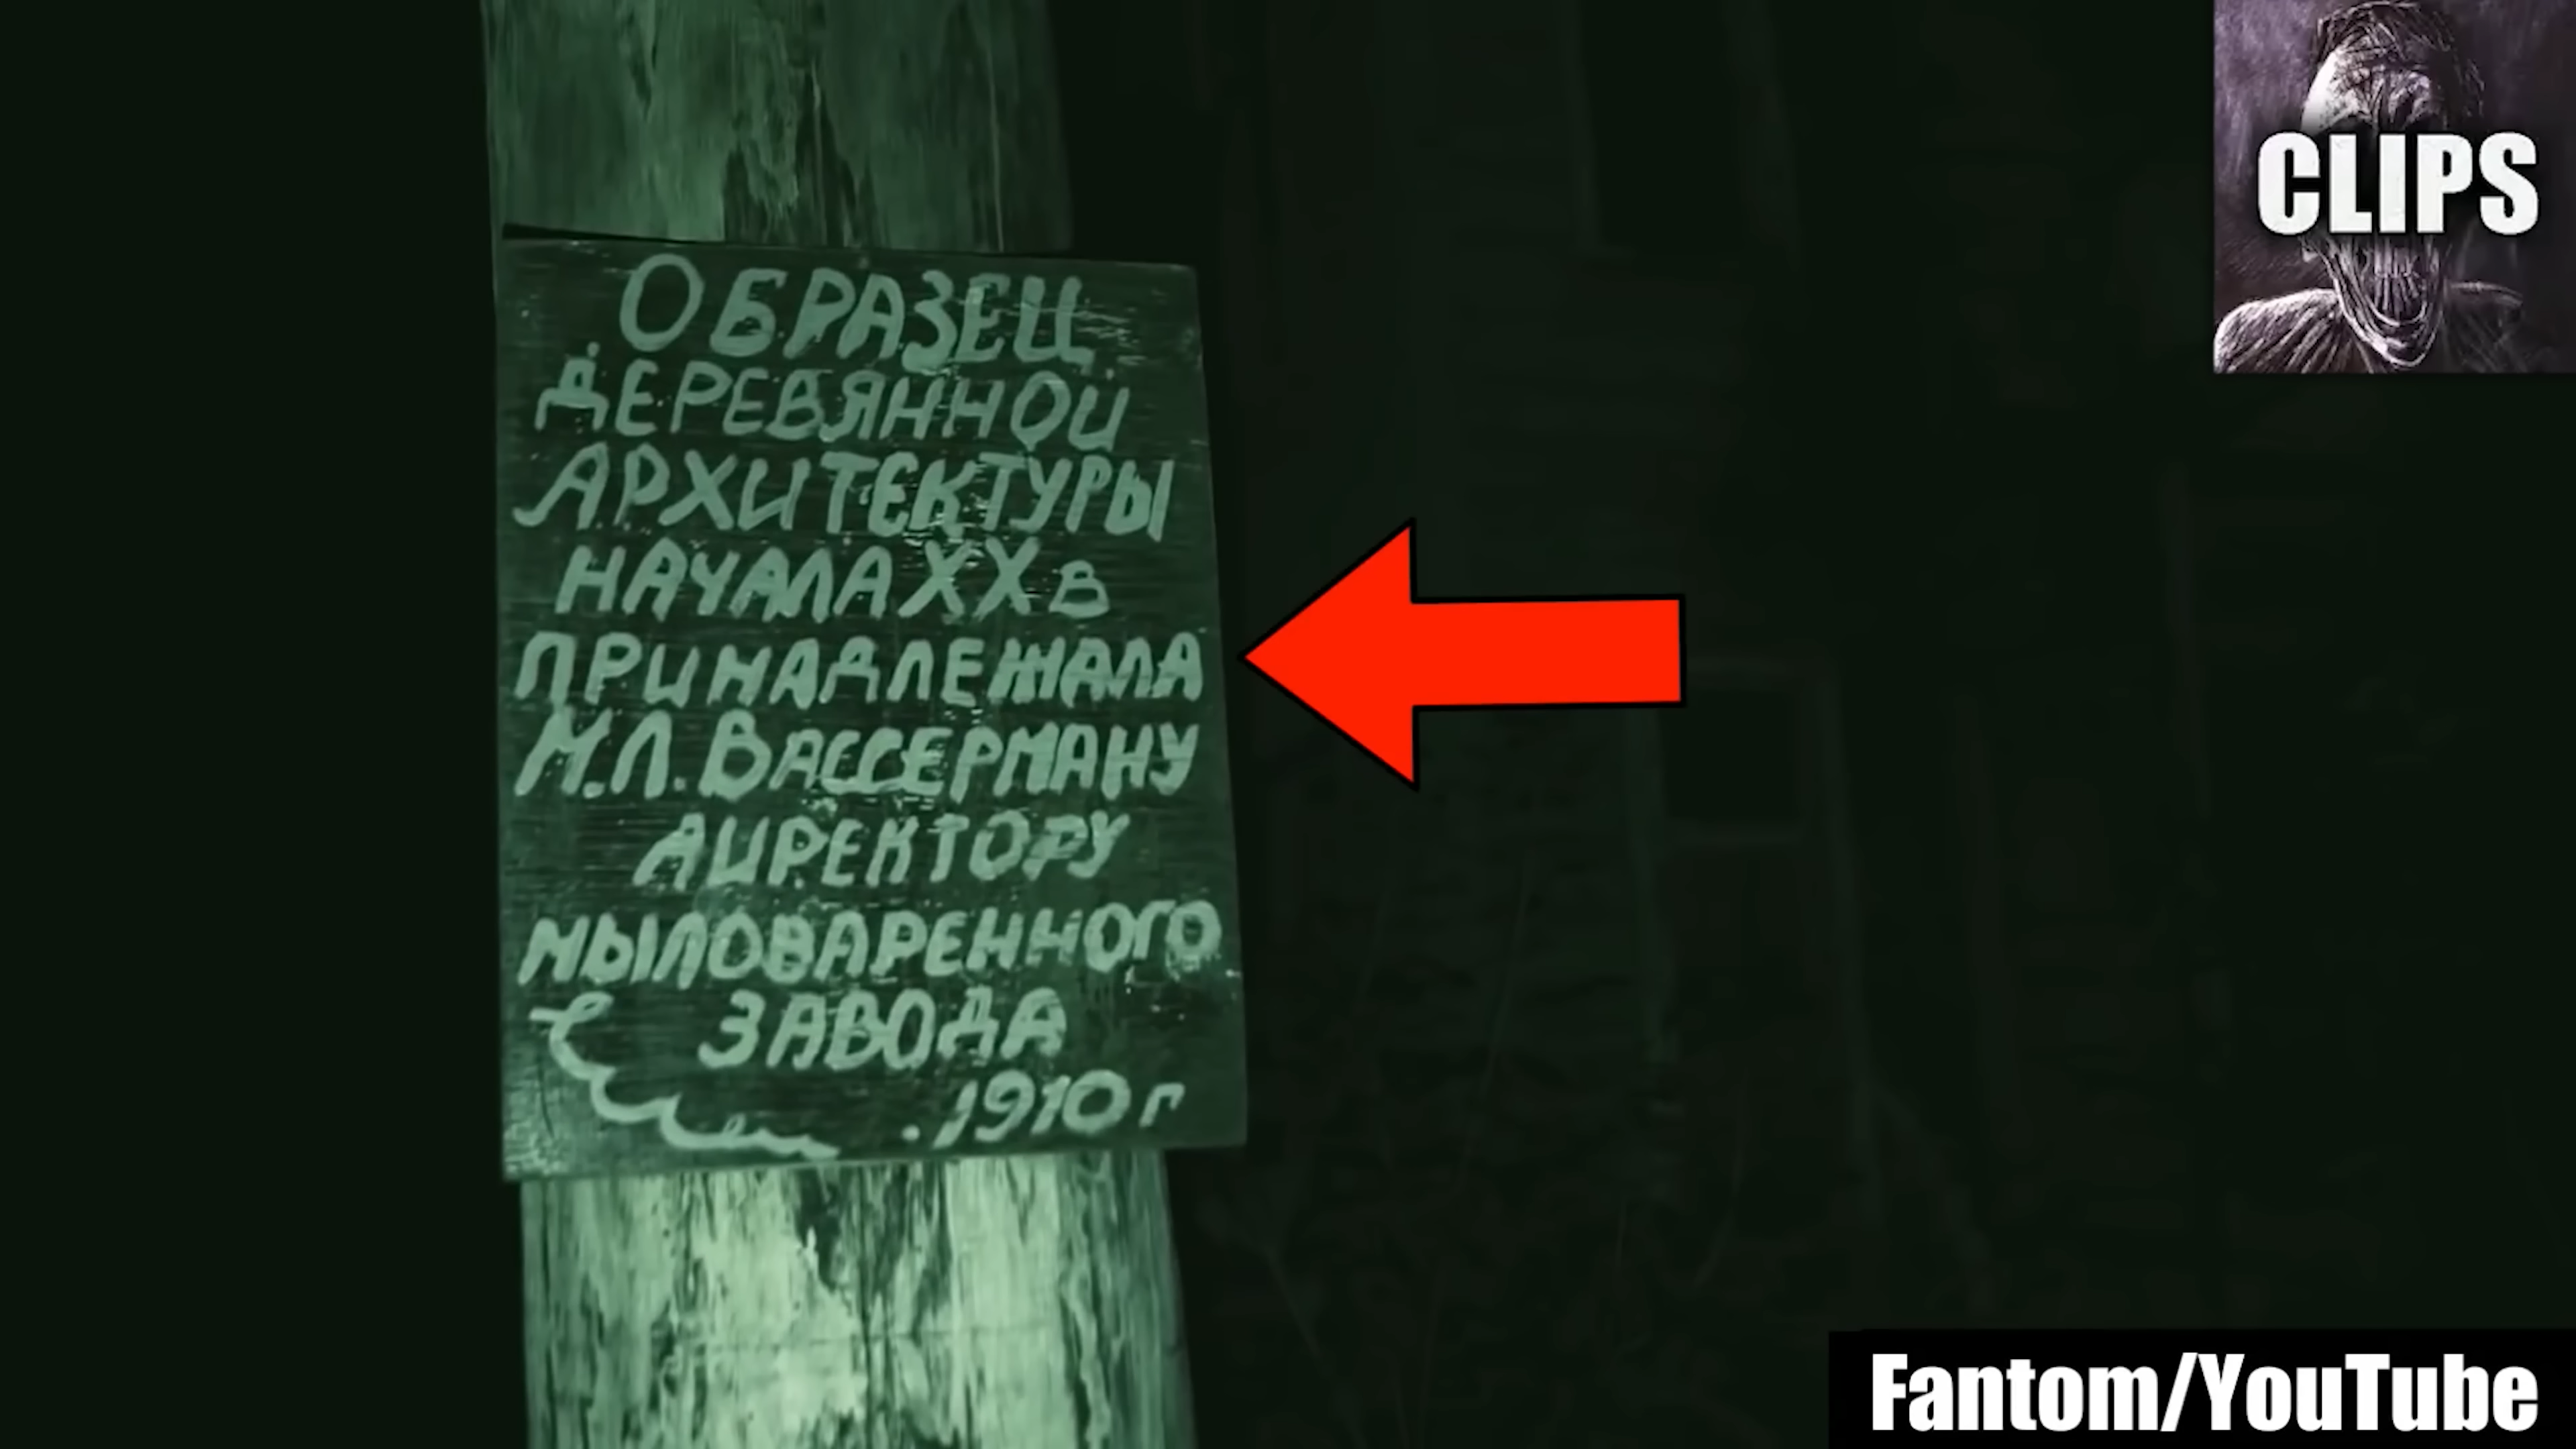 CLIPS
ОБРАЗЕЦ
ДЕРЕВЯННОЙ
АРХИТЕКТУРЫ
НАЧАЛА XX в
ПРИНАДЛЕЖАЛА
М.Л. ВАССЕРМАНУ
ДИРЕКТОРУ
МЫЛОВАРЕННОГО
ЗАВОДА
.1910 г
Fantom/YouTube